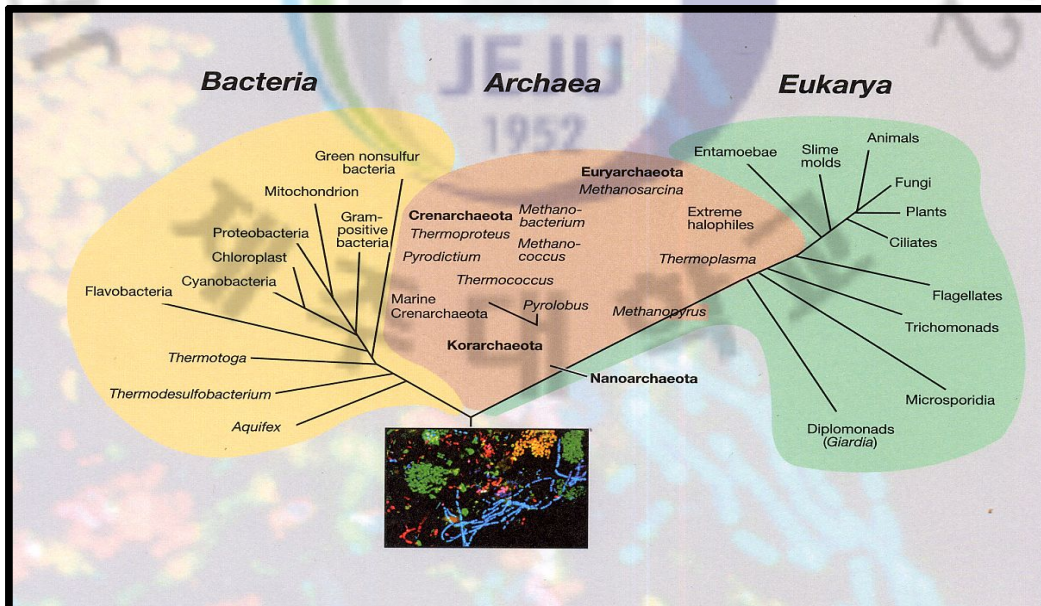 JEJU
1952
Bacteria
Archaea
Eukarya
Green nonsulfur
bacteria
Mitochondrion
Gram-
positive
bacteria
Proteobacteria
Chloroplast
Cyanobacteria
Flavobacteria
Thermotoga
Thermodesulfobacterium
Aquifex
Euryarchaeota
Methanosarcina
Crenarchaeota
Methano-
bacterium
Thermoproteus
Methano-
coccus
Pyrodictium
Extreme
halophiles
Thermoplasma
Thermococcus
Marine
Crenarchaeota
Pyrolobus
Methanopyrus
Korarchaeota
Nanoarchaeota
Entamoebae
Slime
molds
Animals
Fungi
Plants
Ciliates
Flagellates
Trichomonads
Microsporidia
Diplomonads
(Giardia)